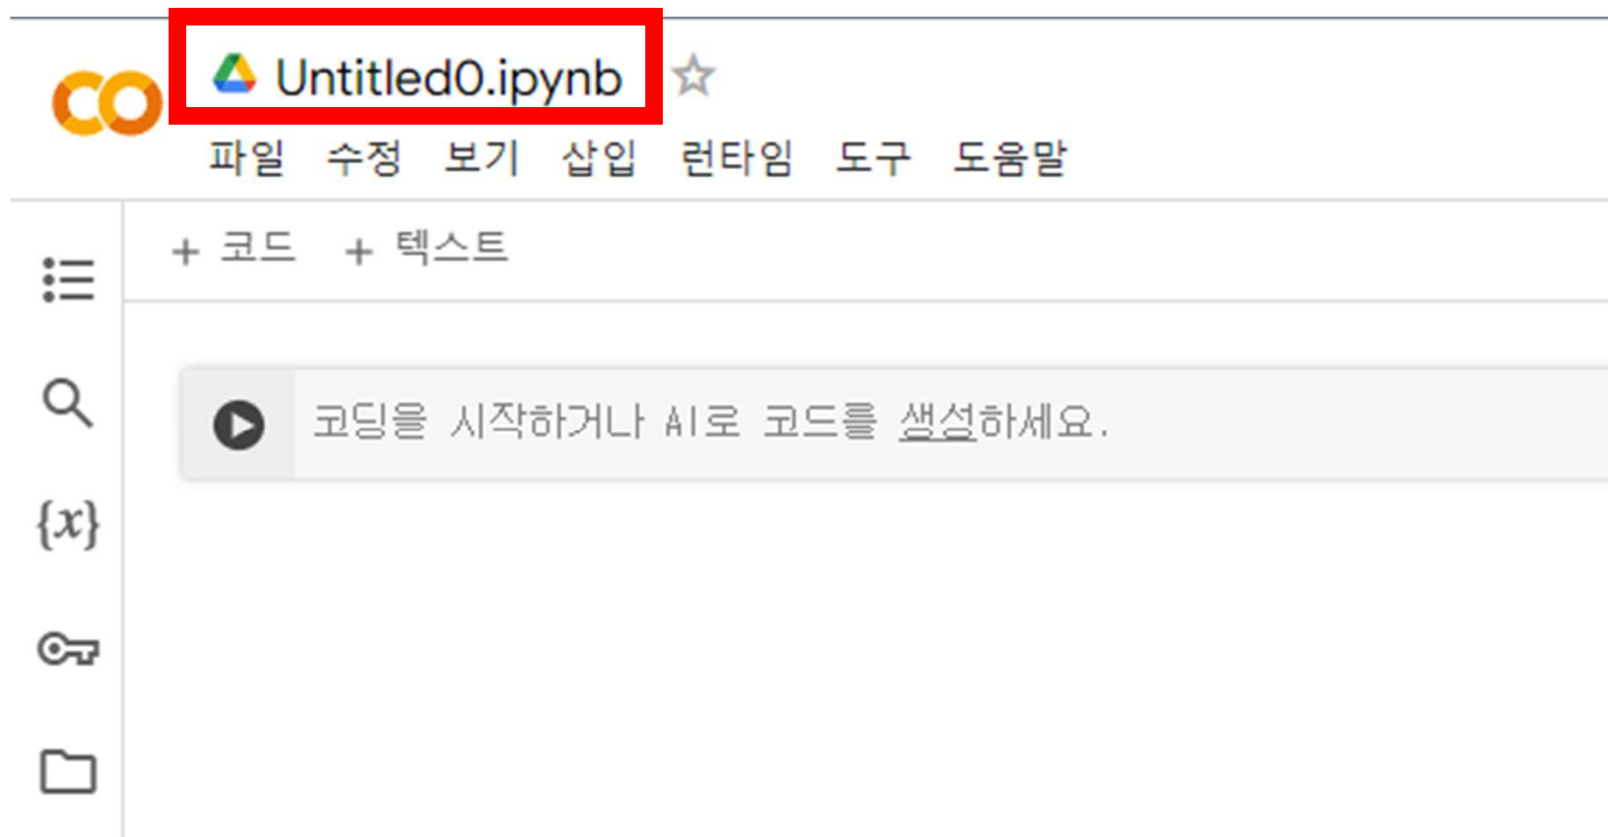 Untitled0.ipynb
파일 수정 보기 삽입 런타임 도구 도움말
+ 코드 + 텍스트
코딩을 시작하거나 AI로 코드를 생성하세요.
{x}